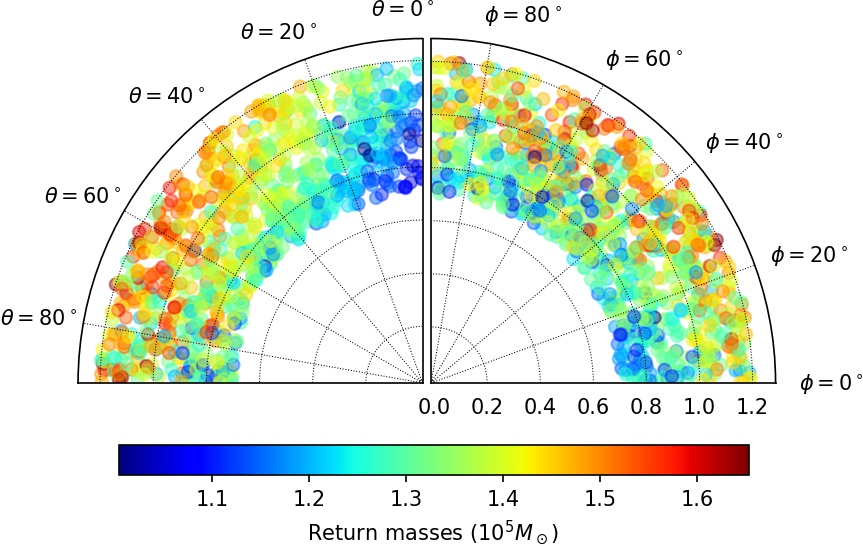 θ = 0°
ϕ = 80°
θ = 20°
ϕ = 60°
θ = 40°
ϕ = 40°
θ = 60°
ϕ = 20°
θ = 80°
ϕ = 0°
0.0 0.2 0.4 0.6 0.8 1.0 1.2
1.1 1.2 1.3 1.4 1.5 1.6
Return masses (10⁵M⊙)